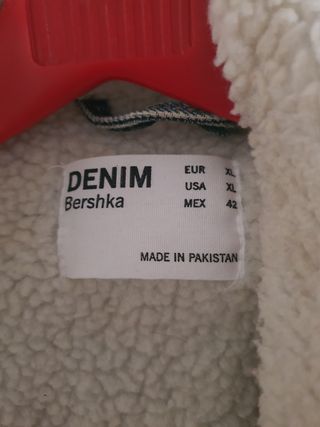 DENIM
Bershka
EUR XL
USA XL
MEX 42
MADE IN PAKISTAN